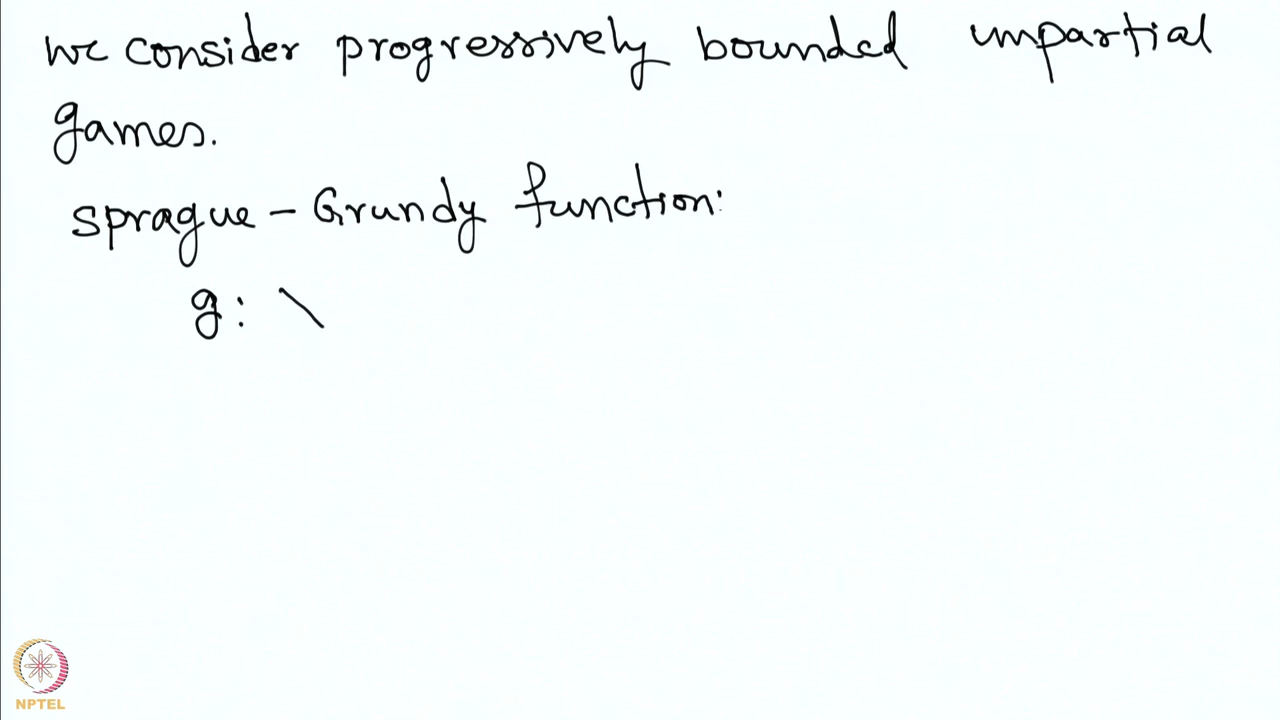 we consider progressively bounded impartial
games.
Sprague - Grundy function:
g: \
NPTEL